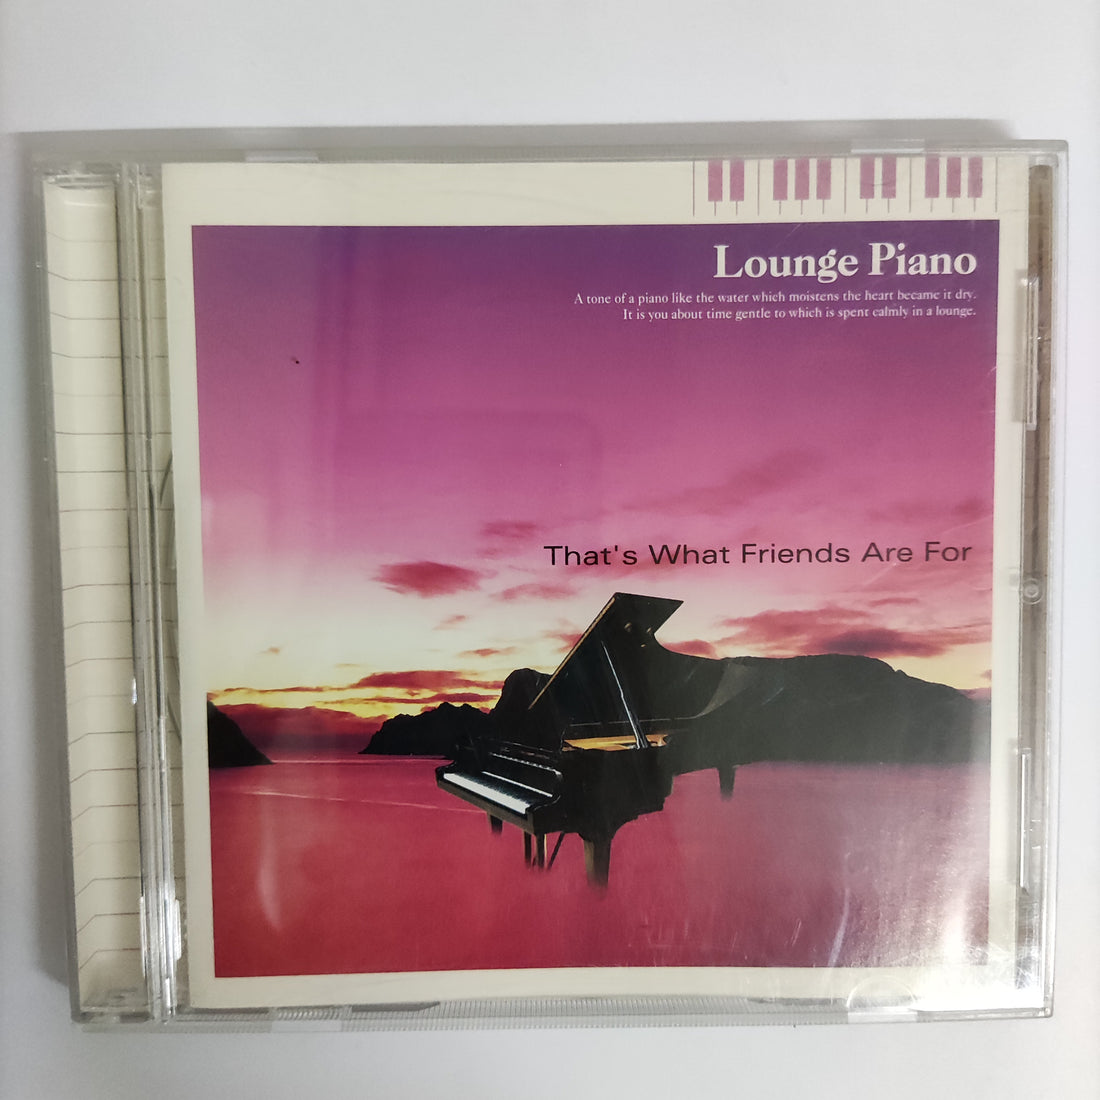 Lounge Piano
A tone of a piano like the water which moistens the heart became it dry.
It is you about time gentle to which is spent calmly in a lounge.
That's What Friends Are For